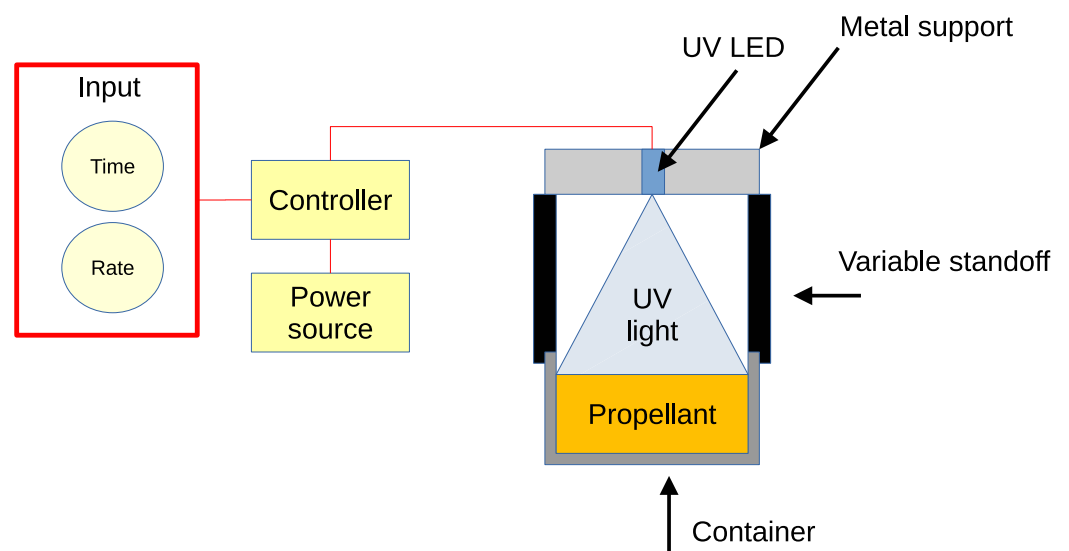 Metal support
UV LED
Input
Time
Rate
Controller
Power
source
Variable standoff
UV
light
Propellant
Container